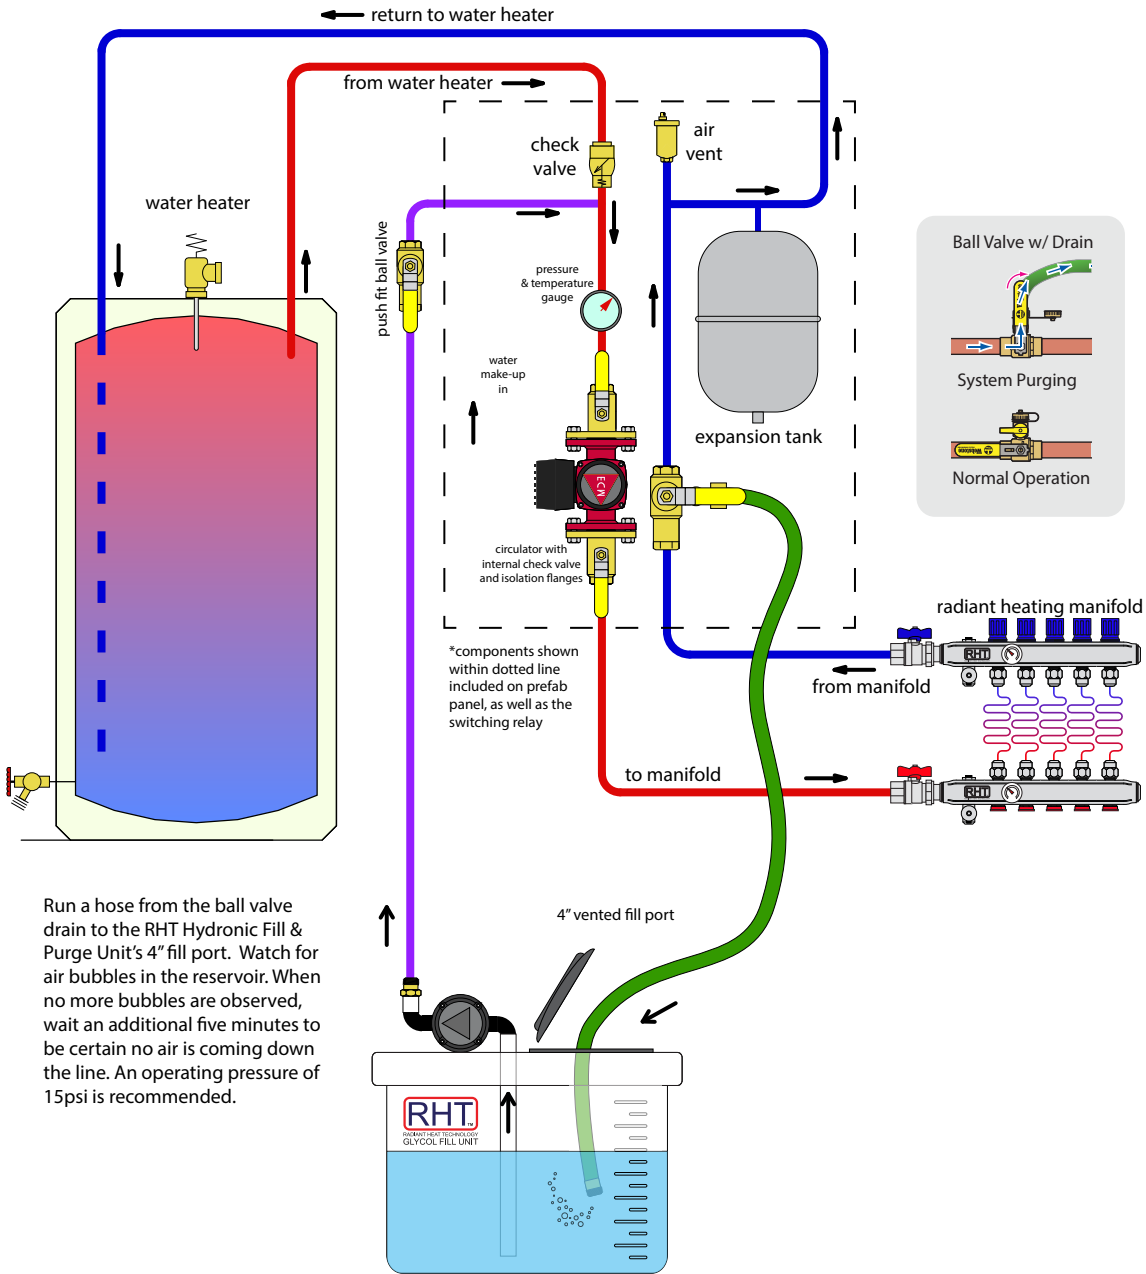 return to water heater
from water heater
check
valve
air
vent
water heater
push fit ball valve
pressure
& temperature
gauge
water
make-up
in
expansion tank
ECM
circulator with
internal check valve
and isolation flanges
*components shown
within dotted line
included on prefab
panel, as well as the
switching relay
Ball Valve w/ Drain
System Purging
Webstone
Normal Operation
radiant heating manifold
RHT
from manifold
to manifold
RHT
Run a hose from the ball valve
drain to the RHT Hydronic Fill &
Purge Unit's 4" fill port. Watch for
air bubbles in the reservoir. When
no more bubbles are observed,
wait an additional five minutes to
be certain no air is coming down
the line. An operating pressure of
15psi is recommended.
4" vented fill port
RHT™
RADIANT HEAT TECHNOLOGY
GLYCOL FILL UNIT